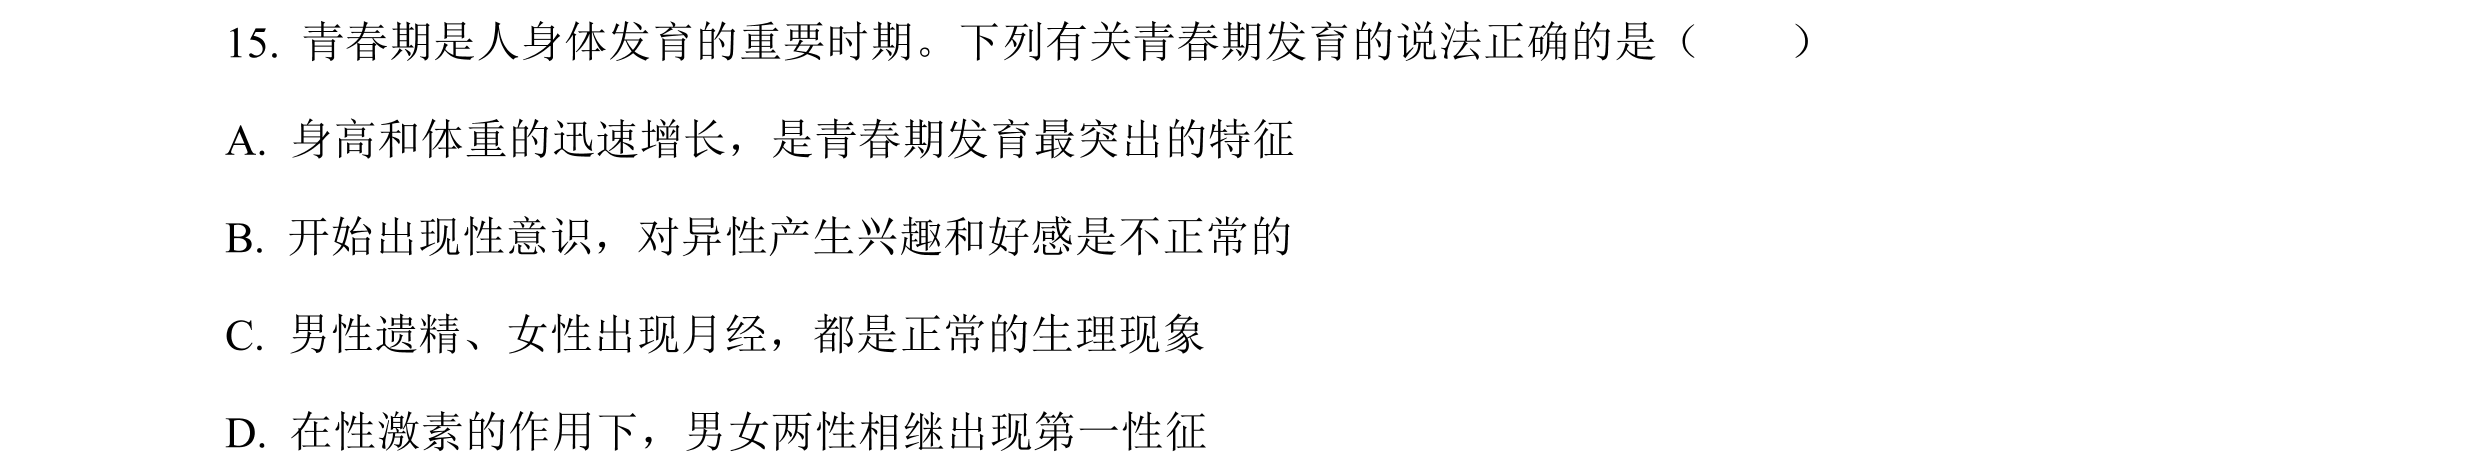 15. 青春期是人身体发育的重要时期。下列有关青春期发育的说法正确的是（　　）
A. 身高和体重的迅速增长，是青春期发育最突出的特征
B. 开始出现性意识，对异性产生兴趣和好感是不正常的
C. 男性遗精、女性出现月经，都是正常的生理现象
D. 在性激素的作用下，男女两性相继出现第一性征